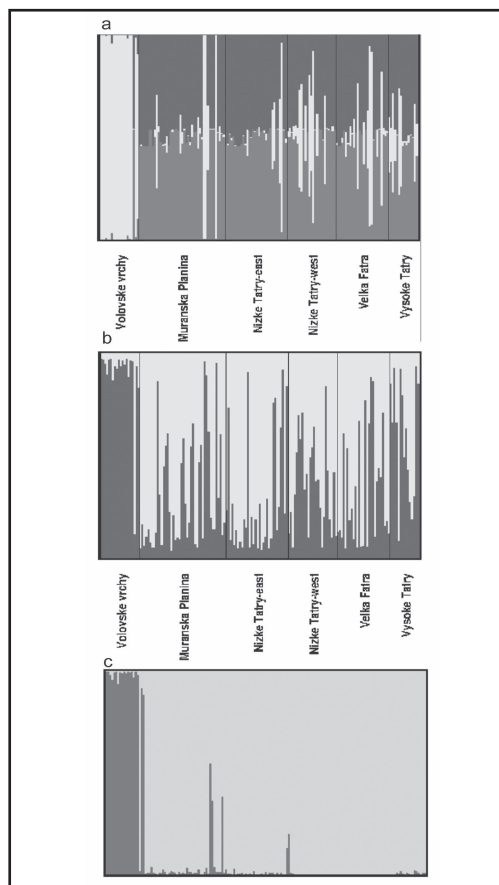 a
Volovske vrchy
Muranska Planina
Nizke Tatry-east
Nizke Tatry-west
Velka Fatra
Vysoke Tatry
b
Volovske vrchy
Muranska Planina
Nizke Tatry-east
Nizke Tatry-west
Velka Fatra
Vysoke Tatry
c